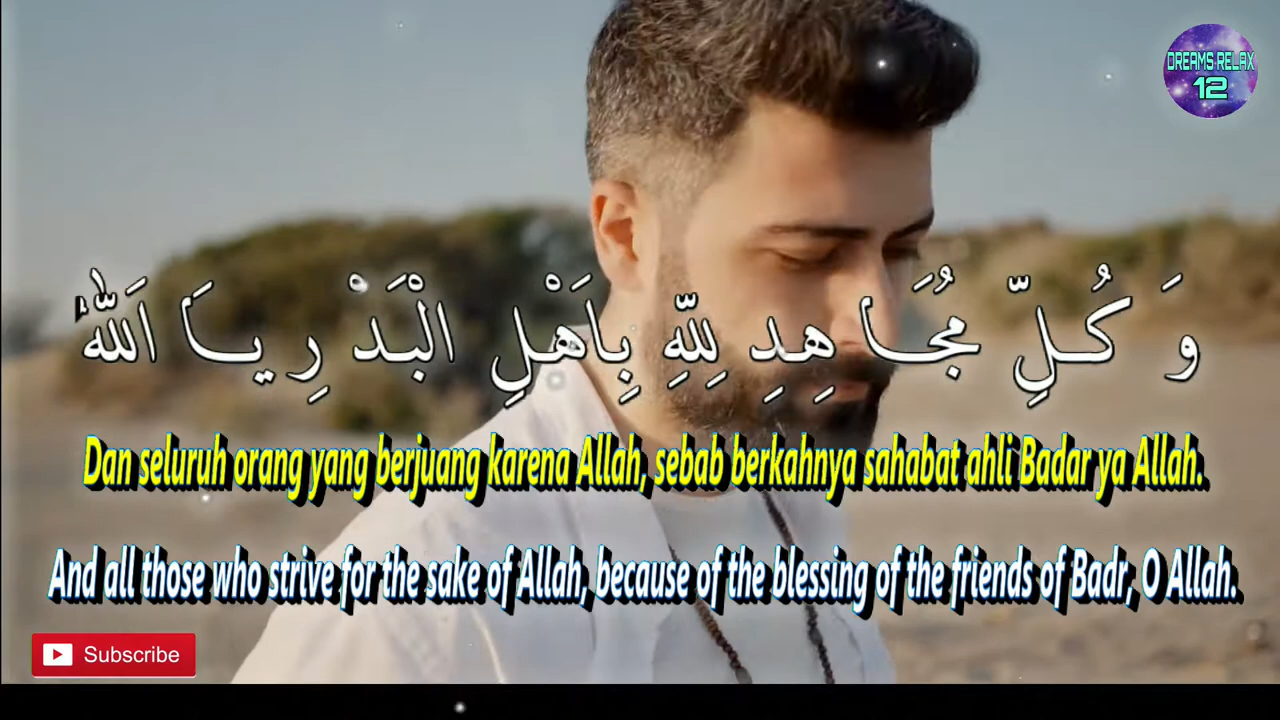 DREAMS RELAX
12
وَ كُلِّ مُجَاهِدِ لِلّٰهِ بِاَهْلِ الْبَدْ رِ يَا اَللّٰهُ
Dan seluruh orang yang berjuang karena Allah, sebab berkahnya sahabat ahli Badar ya Allah.
And all those who strive for the sake of Allah, because of the blessing of the friends of Badr, O Allah.
Subscribe